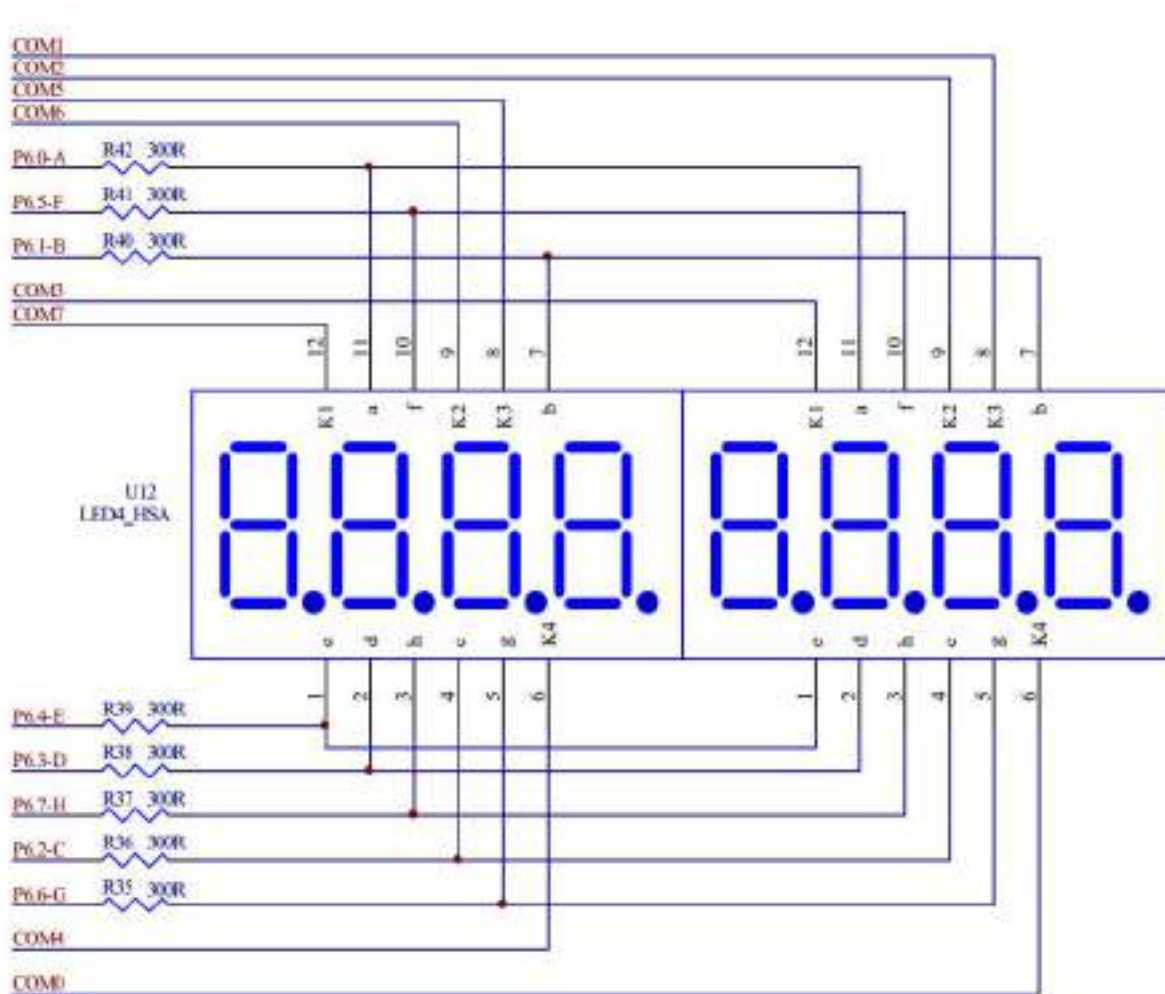 COM1
COM2
COM5
COM6
P6.0-A R42 300R
P6.5-F R41 300R
P6.1-B R40 300R
COM3
COM7
12 11 10 9 8 7 12 11 10 9 8 7
K1 a f K2 K3 b K1 a f K2 K3 b
U12
LED4_HSA
e d h c g K4 e d h c g K4
1 2 3 4 5 6 1 2 3 4 5 6
P6.4-E R39 300R
P6.3-D R38 300R
P6.7-H R37 300R
P6.2-C R36 300R
P6.6-G R35 300R
COM4
COM0